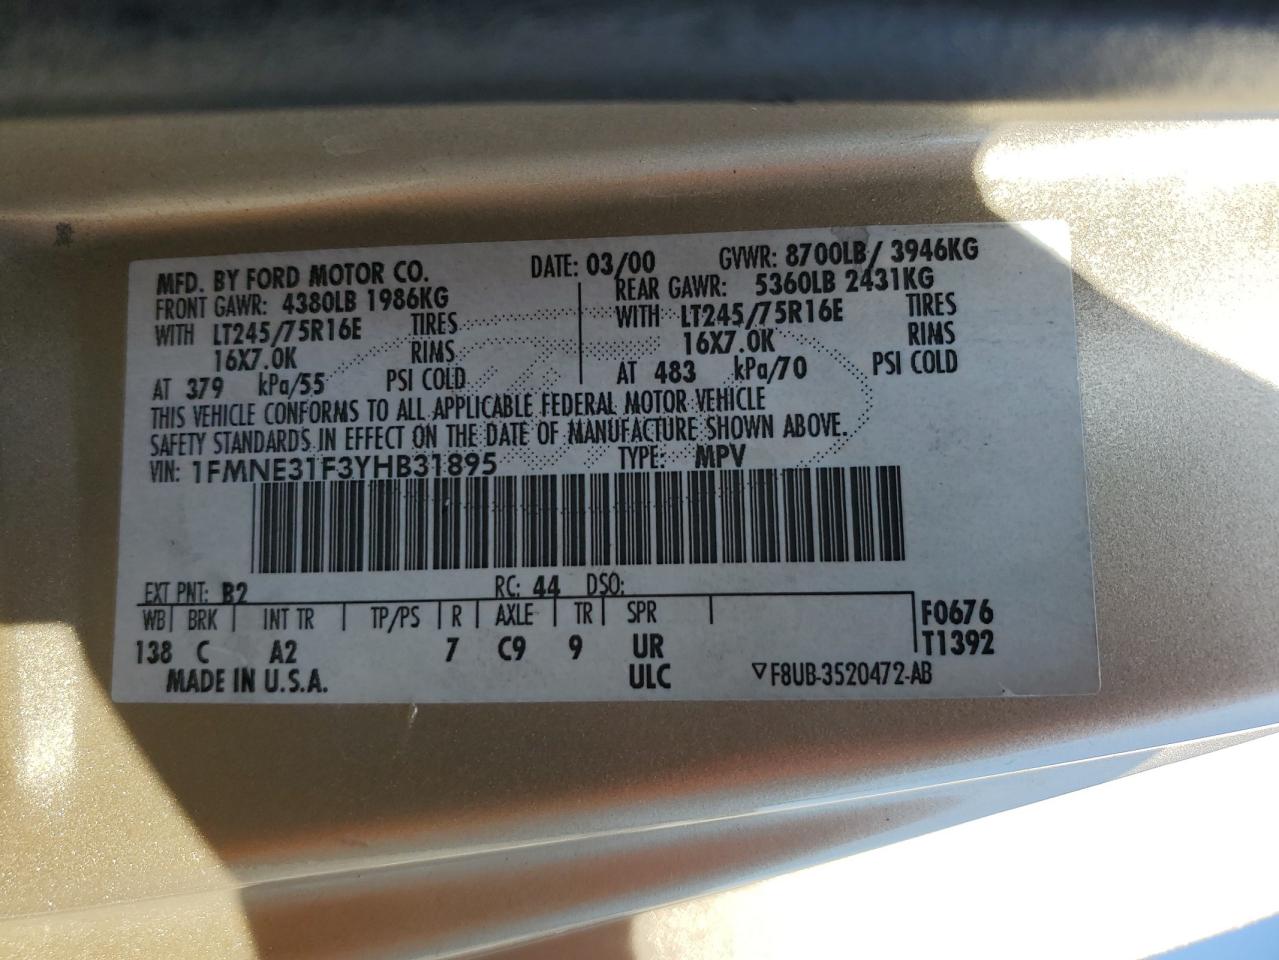 MFD. BY FORD MOTOR CO. DATE: 03/00 GVWR: 8700LB/ 3946KG
FRONT GAWR: 4380LB 1986KG REAR GAWR: 5360LB 2431KG
WITH LT245/75R16E TIRES WITH LT245/75R16E TIRES
16X7.0K RIMS 16X7.0K RIMS
AT 379 kPa/55 PSI COLD AT 483 kPa/70 PSI COLD
THIS VEHICLE CONFORMS TO ALL APPLICABLE FEDERAL MOTOR VEHICLE
SAFETY STANDARDS IN EFFECT ON THE DATE OF MANUFACTURE SHOWN ABOVE.
VIN: 1FMNE31F3YHB31895 TYPE: MPV
EXT PNT: B2 RC: 44 DSO:
WB BRK INT TR TP/PS R AXLE TR SPR F0676
138 C A2 7 C9 9 UR T1392
MADE IN U.S.A. ULC ▽F8UB-3520472-AB